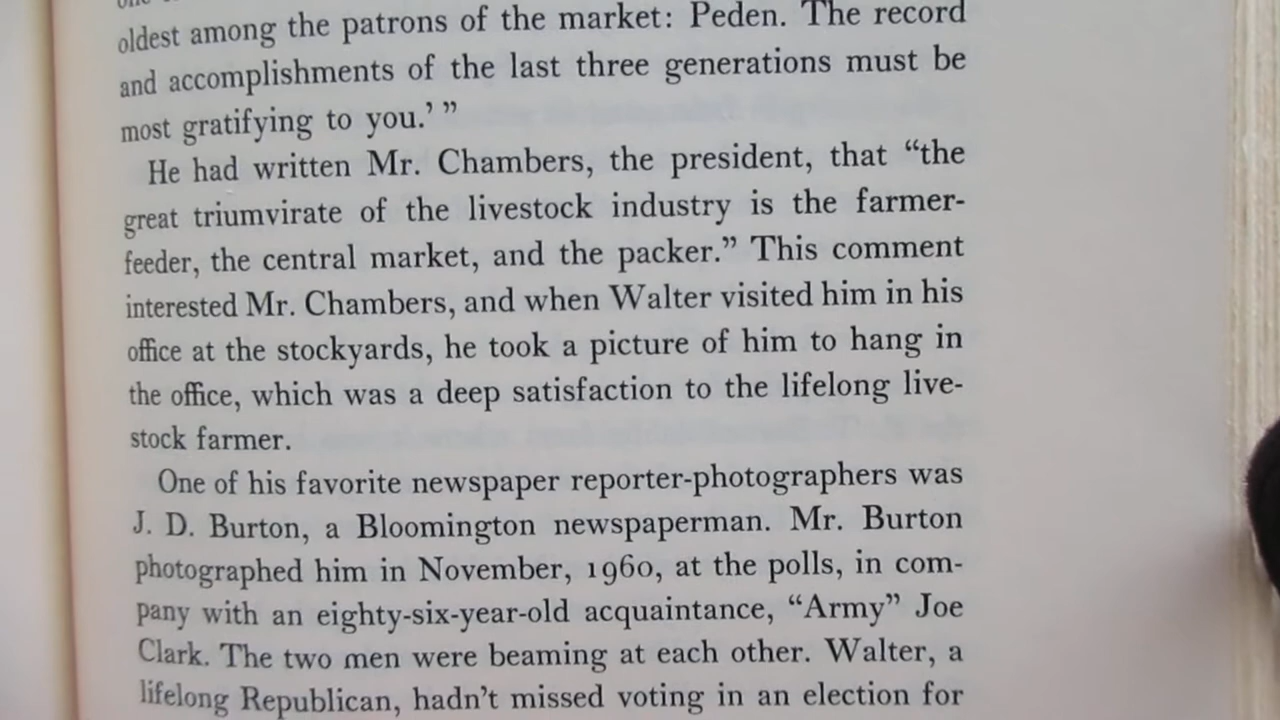 oldest among the patrons of the market: Peden. The record
and accomplishments of the last three generations must be
most gratifying to you.’ ”
He had written Mr. Chambers, the president, that “the
great triumvirate of the livestock industry is the farmer-
feeder, the central market, and the packer.” This comment
interested Mr. Chambers, and when Walter visited him in his
office at the stockyards, he took a picture of him to hang in
the office, which was a deep satisfaction to the lifelong live-
stock farmer.
One of his favorite newspaper reporter-photographers was
J. D. Burton, a Bloomington newspaperman. Mr. Burton
photographed him in November, 1960, at the polls, in com-
pany with an eighty-six-year-old acquaintance, “Army” Joe
Clark. The two men were beaming at each other. Walter, a
lifelong Republican, hadn’t missed voting in an election for